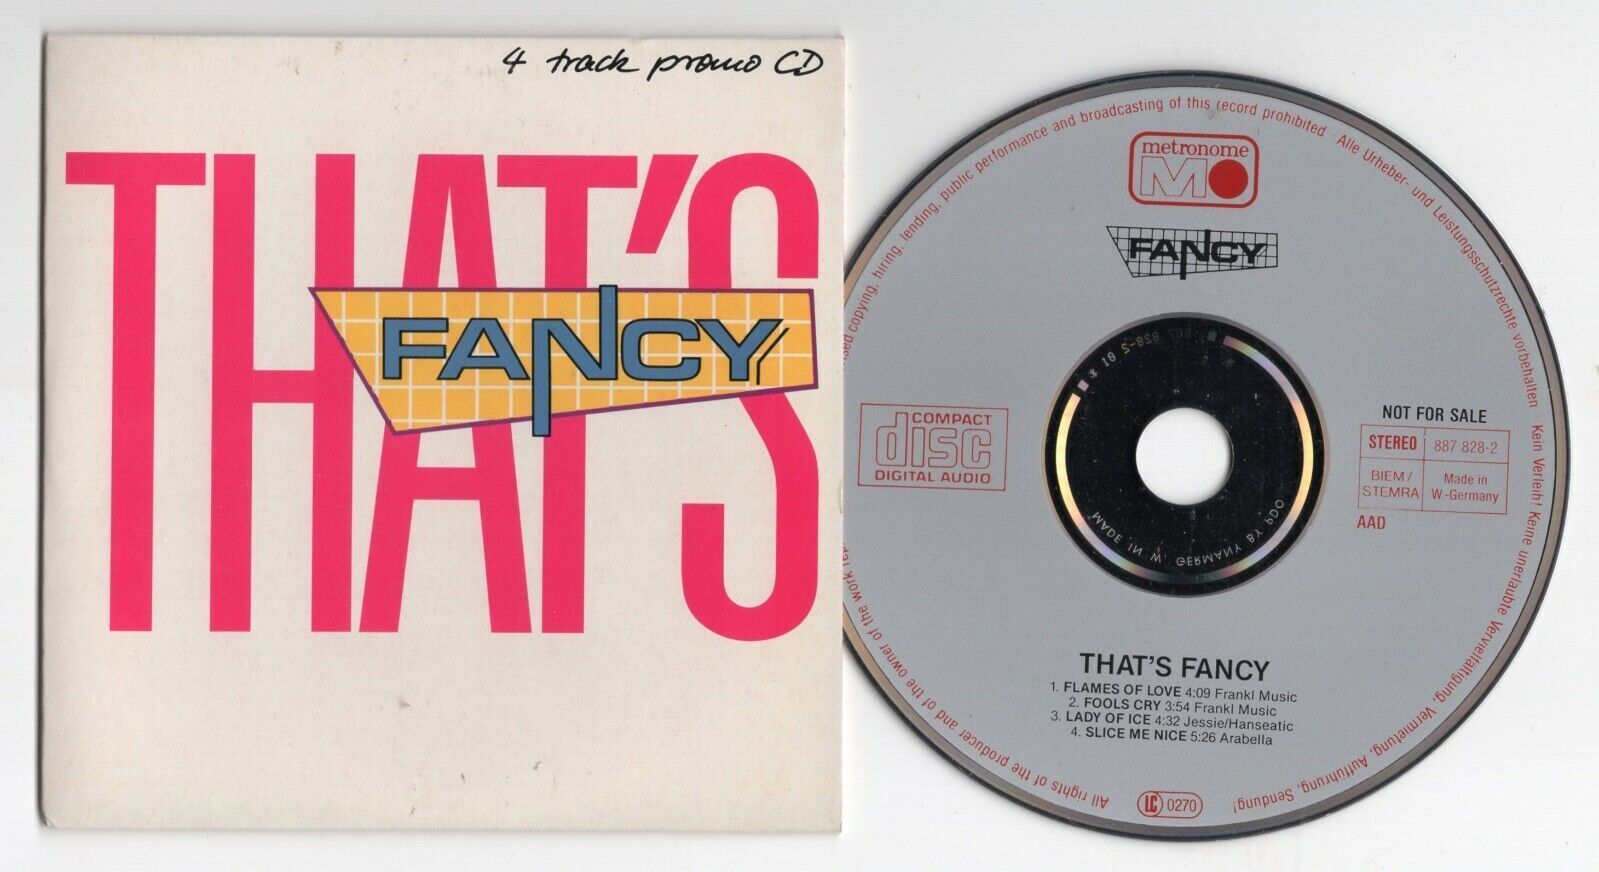 4 track promo CD
THAT'S
FANCY
metronome
M
FANCY
COMPACT
disc
DIGITAL AUDIO
NOT FOR SALE
STEREO 887 828-2
BIEM/ Made in
STEMRA W.-Germany
AAD
MADE IN W. GERMANY BY PDO
828-2 01 *
THAT'S FANCY
1. FLAMES OF LOVE 4:09 Frankl Music
2. FOOLS CRY 3:54 Frankl Music
3. LADY OF ICE 4:32 Jessie/Hanseatic
4. SLICE ME NICE 5:26 Arabella
LC 0270
All rights of the producer and of the owner of the work
copying, hiring, lending, public performance and broadcasting of this record prohibited · Alle Urheber- und Leistungsschutzrechte vorbehalten · Kein Verleih! Keine unerlaubte Vervielfältigung, Vermietung, Aufführung, Sendung!